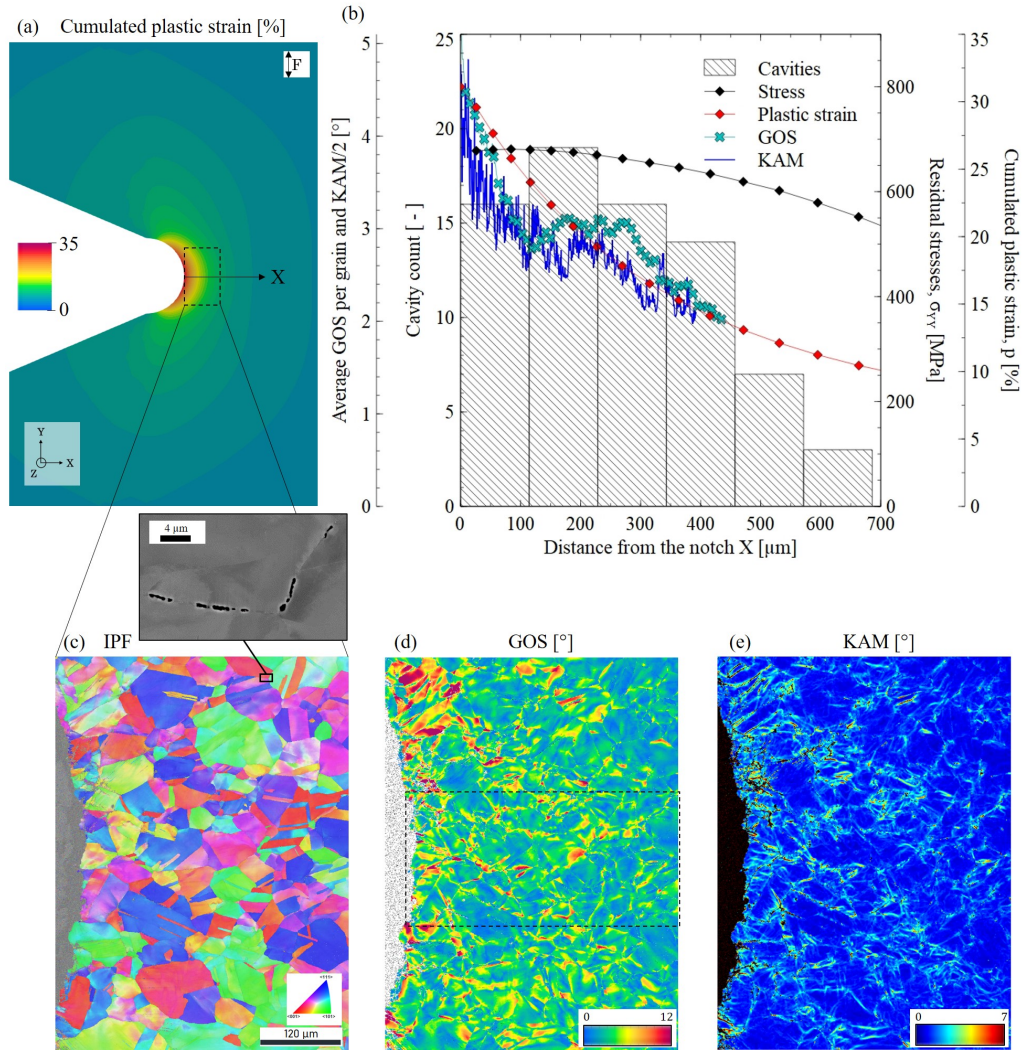 (a) Cumulated plastic strain [%]
F
35
0
X
Y
X
Z
(b)
Average GOS per grain and KAM/2 [°]
5
4
3
2
1
0
Cavity count [ - ]
25
20
15
10
5
0
Cavities
Stress
Plastic strain
GOS
KAM
800
600
400
200
0
Residual stresses, σYY [MPa]
35
30
25
20
15
10
5
0
Cumulated plastic strain, p [%]
0 100 200 300 400 500 600 700
Distance from the notch X [µm]
4 µm
(c) IPF
<111>
<001> <101>
120 µm
(d) GOS [°]
0 12
(e) KAM [°]
0 7